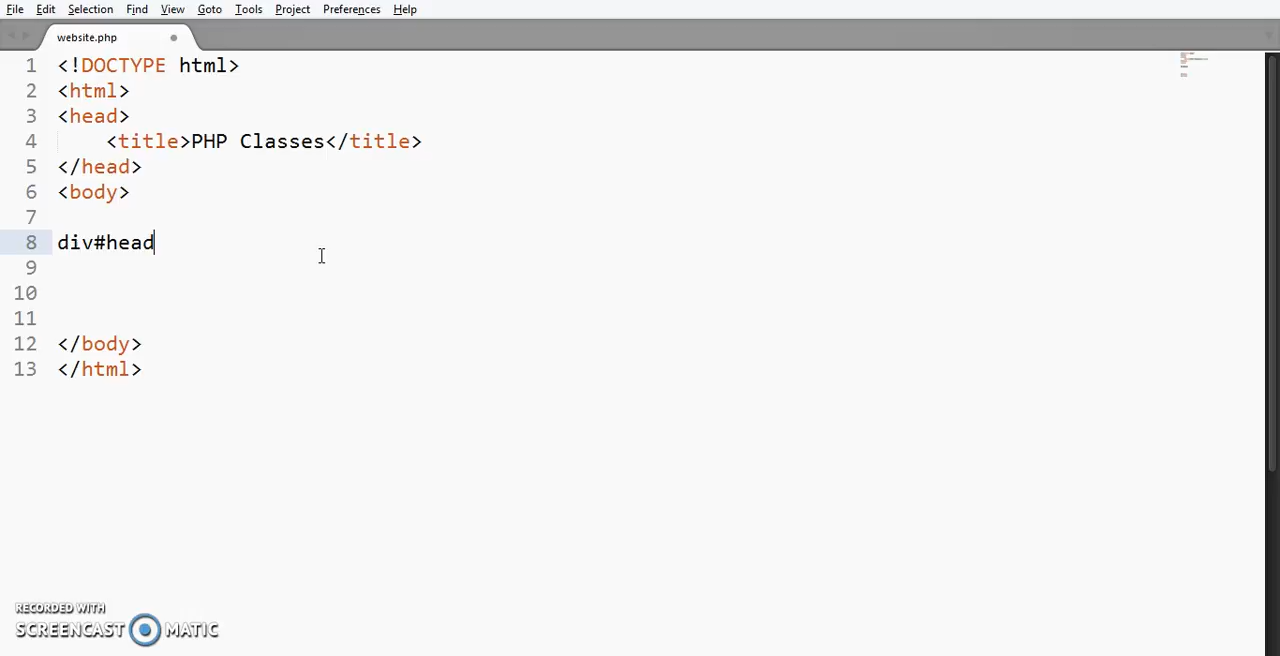 File Edit Selection Find View Goto Tools Project Preferences Help
website.php
1 <!DOCTYPE html>
2 <html>
3 <head>
4 <title>PHP Classes</title>
5 </head>
6 <body>
7
8 div#head
9
10
11
12 </body>
13 </html>
RECORDED WITH
SCREENCAST MATIC